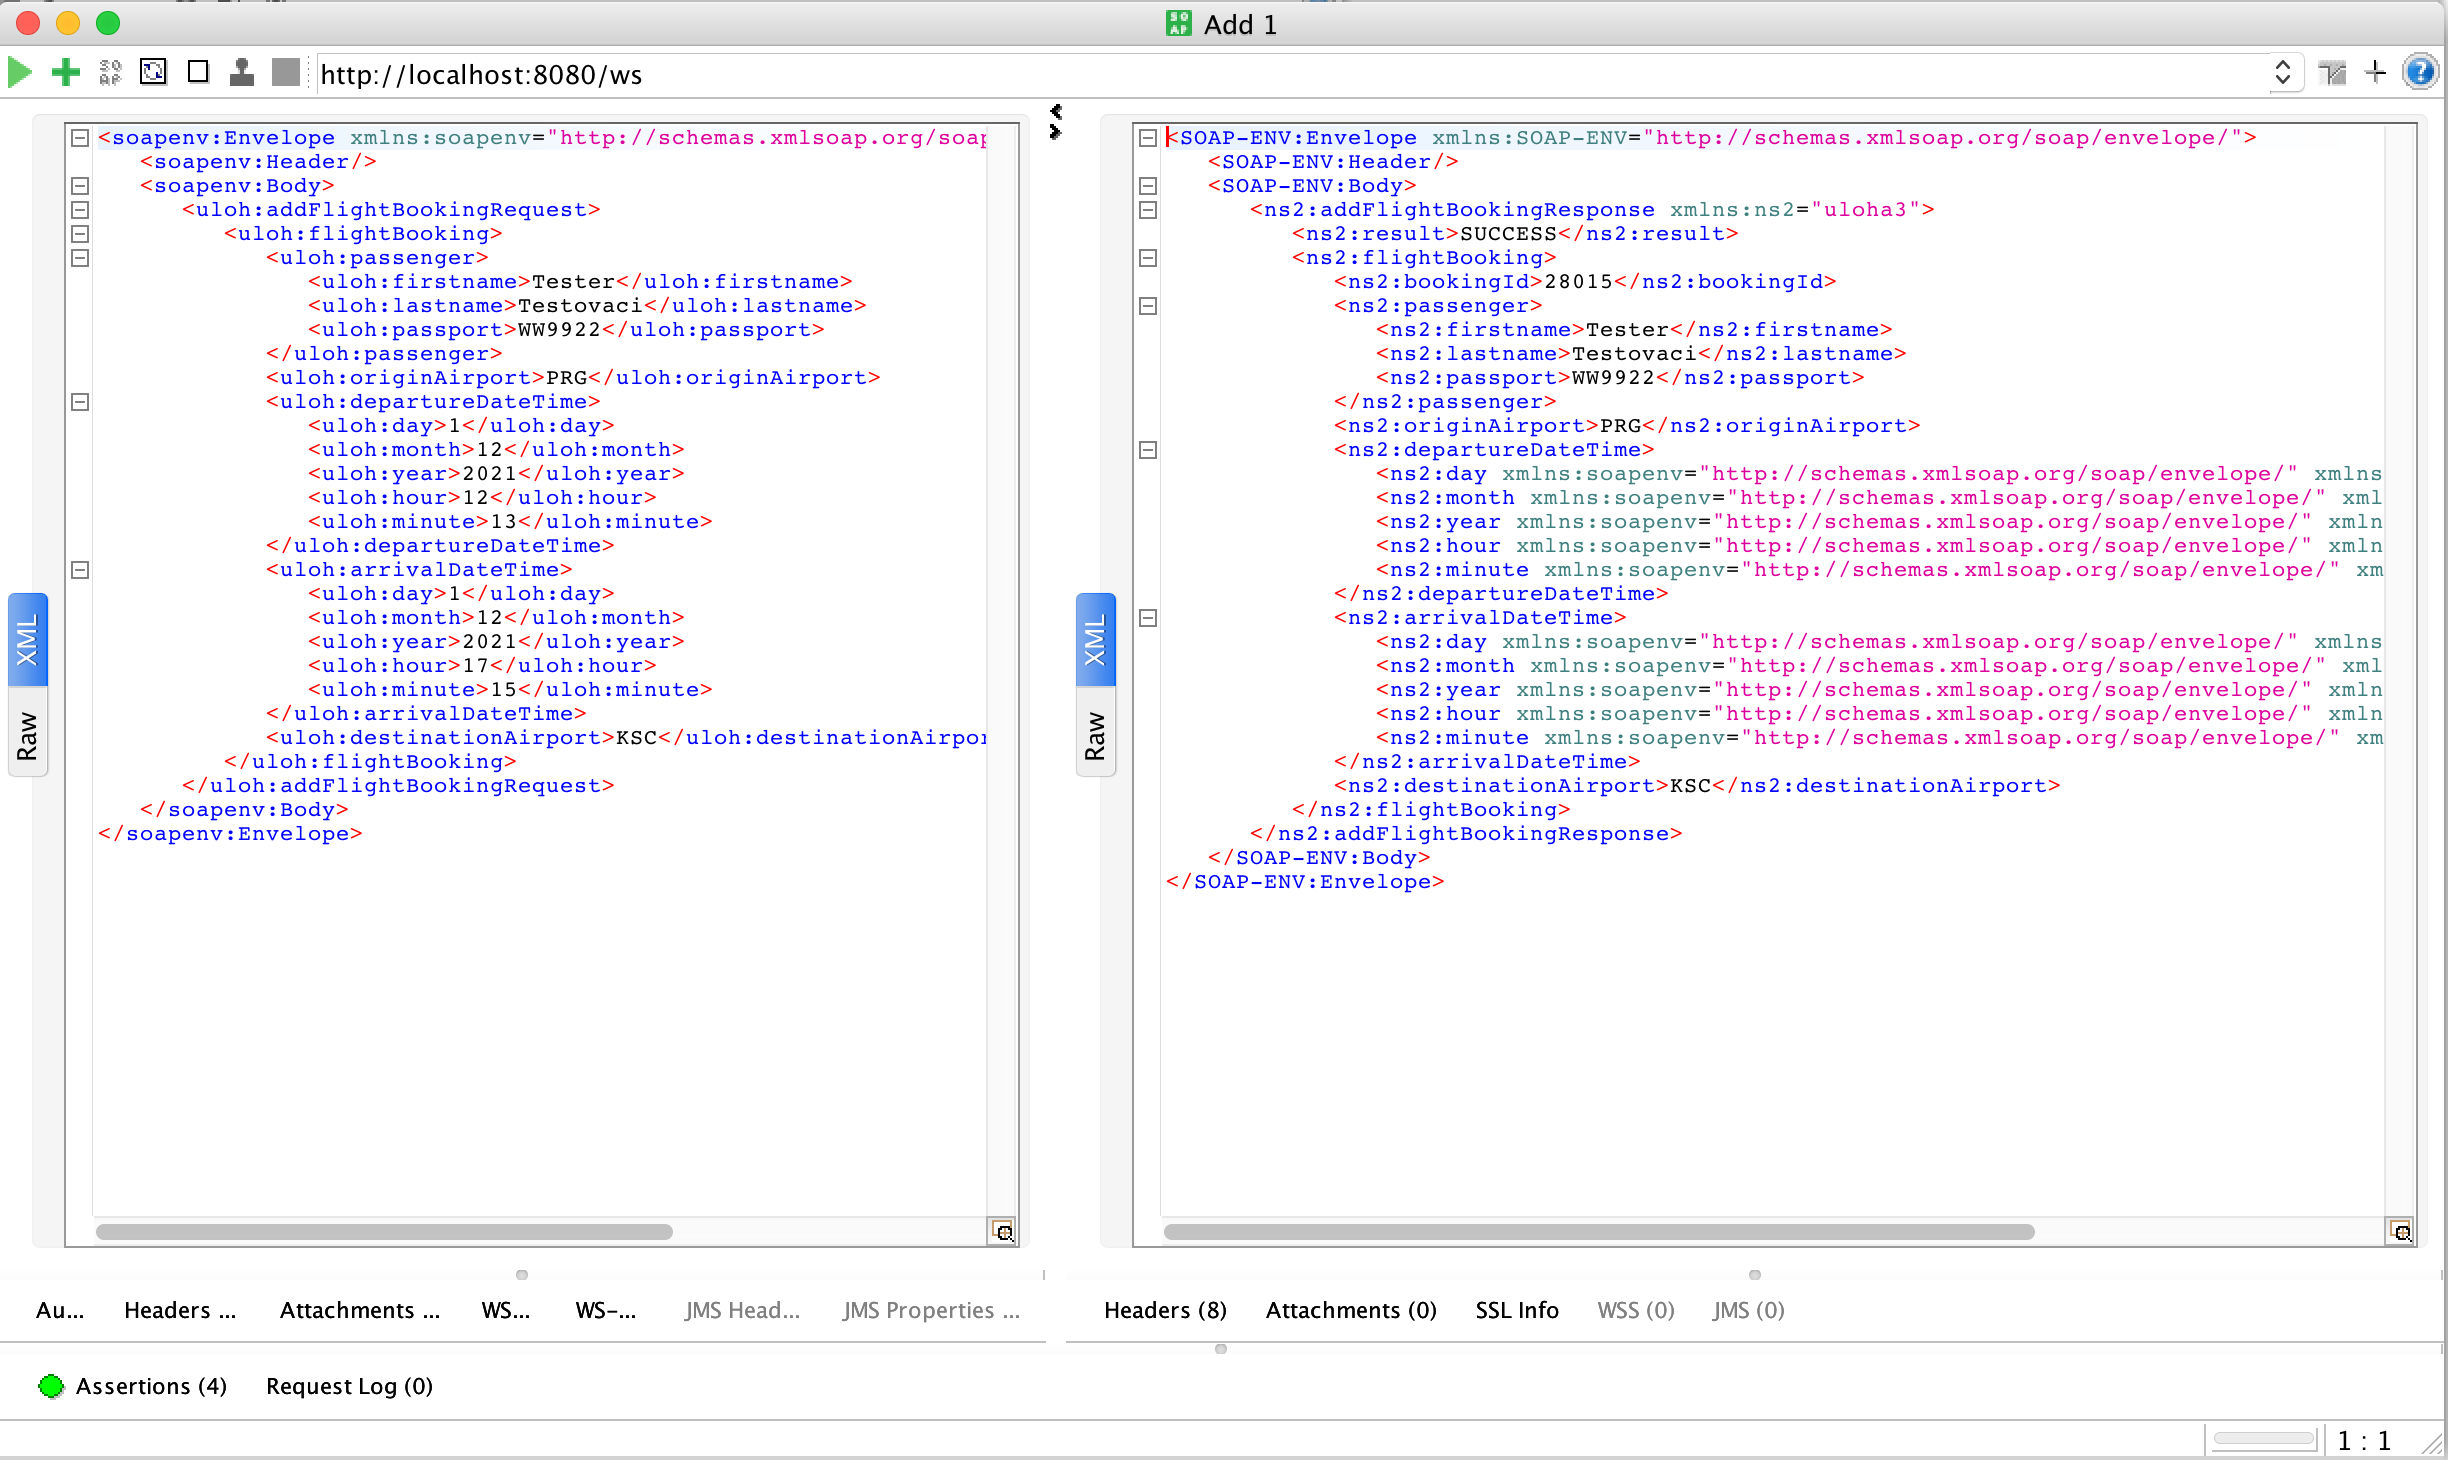 Add 1
http://localhost:8080/ws
<soapenv:Envelope xmlns:soapenv="http://schemas.xmlsoap.org/soap
<soapenv:Header/>
<soapenv:Body>
<uloh:addFlightBookingRequest>
<uloh:flightBooking>
<uloh:passenger>
<uloh:firstname>Tester</uloh:firstname>
<uloh:lastname>Testovaci</uloh:lastname>
<uloh:passport>WW9922</uloh:passport>
</uloh:passenger>
<uloh:originAirport>PRG</uloh:originAirport>
<uloh:departureDateTime>
<uloh:day>1</uloh:day>
<uloh:month>12</uloh:month>
<uloh:year>2021</uloh:year>
<uloh:hour>12</uloh:hour>
<uloh:minute>13</uloh:minute>
</uloh:departureDateTime>
<uloh:arrivalDateTime>
<uloh:day>1</uloh:day>
<uloh:month>12</uloh:month>
<uloh:year>2021</uloh:year>
<uloh:hour>17</uloh:hour>
<uloh:minute>15</uloh:minute>
</uloh:arrivalDateTime>
<uloh:destinationAirport>KSC</uloh:destinationAirpor
</uloh:flightBooking>
</uloh:addFlightBookingRequest>
</soapenv:Body>
</soapenv:Envelope>
XML
Raw
<SOAP-ENV:Envelope xmlns:SOAP-ENV="http://schemas.xmlsoap.org/soap/envelope/">
<SOAP-ENV:Header/>
<SOAP-ENV:Body>
<ns2:addFlightBookingResponse xmlns:ns2="uloha3">
<ns2:result>SUCCESS</ns2:result>
<ns2:flightBooking>
<ns2:bookingId>28015</ns2:bookingId>
<ns2:passenger>
<ns2:firstname>Tester</ns2:firstname>
<ns2:lastname>Testovaci</ns2:lastname>
<ns2:passport>WW9922</ns2:passport>
</ns2:passenger>
<ns2:originAirport>PRG</ns2:originAirport>
<ns2:departureDateTime>
<ns2:day xmlns:soapenv="http://schemas.xmlsoap.org/soap/envelope/" xmlns
<ns2:month xmlns:soapenv="http://schemas.xmlsoap.org/soap/envelope/" xml
<ns2:year xmlns:soapenv="http://schemas.xmlsoap.org/soap/envelope/" xmln
<ns2:hour xmlns:soapenv="http://schemas.xmlsoap.org/soap/envelope/" xmln
<ns2:minute xmlns:soapenv="http://schemas.xmlsoap.org/soap/envelope/" xm
</ns2:departureDateTime>
<ns2:arrivalDateTime>
<ns2:day xmlns:soapenv="http://schemas.xmlsoap.org/soap/envelope/" xmlns
<ns2:month xmlns:soapenv="http://schemas.xmlsoap.org/soap/envelope/" xml
<ns2:year xmlns:soapenv="http://schemas.xmlsoap.org/soap/envelope/" xmln
<ns2:hour xmlns:soapenv="http://schemas.xmlsoap.org/soap/envelope/" xmln
<ns2:minute xmlns:soapenv="http://schemas.xmlsoap.org/soap/envelope/" xm
</ns2:arrivalDateTime>
<ns2:destinationAirport>KSC</ns2:destinationAirport>
</ns2:flightBooking>
</ns2:addFlightBookingResponse>
</SOAP-ENV:Body>
</SOAP-ENV:Envelope>
XML
Raw
Au... Headers ... Attachments ... WS... WS-... JMS Head... JMS Properties ...
Headers (8) Attachments (0) SSL Info WSS (0) JMS (0)
Assertions (4) Request Log (0)
1 : 1